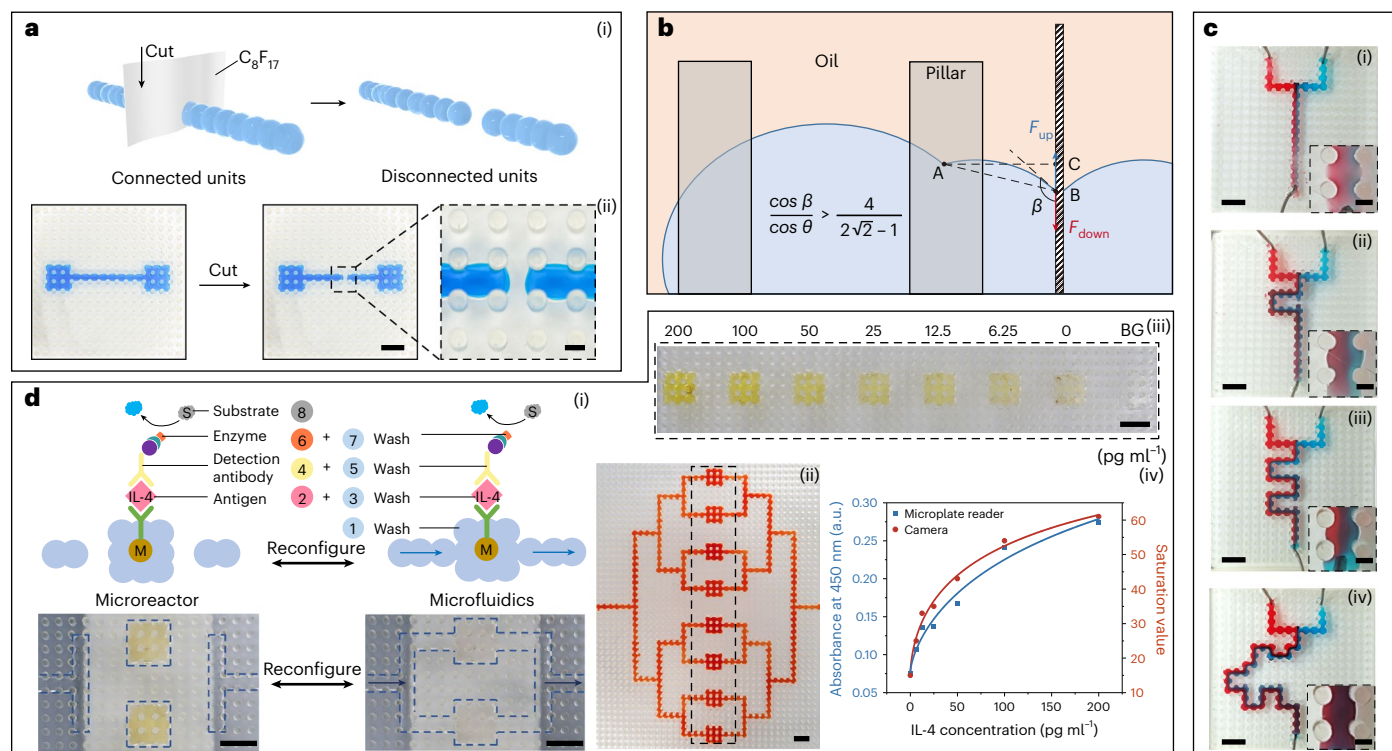 a
(i)
Cut
C8F17
Connected units
Disconnected units
(ii)
Cut
b
Oil
Pillar
Fup
C
A
B
β
Fdown
cos β / cos θ > 4 / 2√2 − 1
c
(i)
(ii)
(iii)
(iv)
200 100 50 25 12.5 6.25 0 BG (iii)
(pg ml−1)
d
(i)
S Substrate 8 S
Enzyme 6 + 7 Wash
Detection
antibody 4 + 5 Wash
IL-4 Antigen 2 + 3 Wash IL-4
1 Wash
M Reconfigure M
Microreactor Microfluidics
Reconfigure
(ii)
(iv)
Microplate reader
Camera
Absorbance at 450 nm (a.u.)
0.30
0.25
0.20
0.15
0.10
0.05
Saturation value
60
50
40
30
20
10
0 50 100 150 200
IL-4 concentration (pg ml−1)